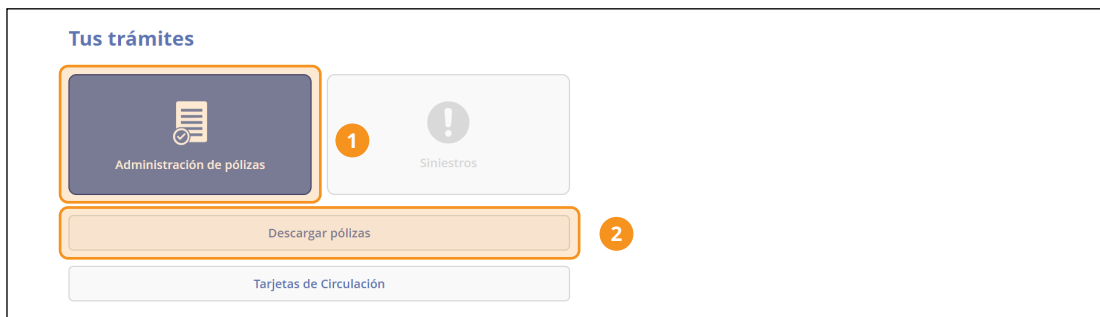 Tus trámites
Administración de pólizas
1
Siniestros
Descargar pólizas
2
Tarjetas de Circulación